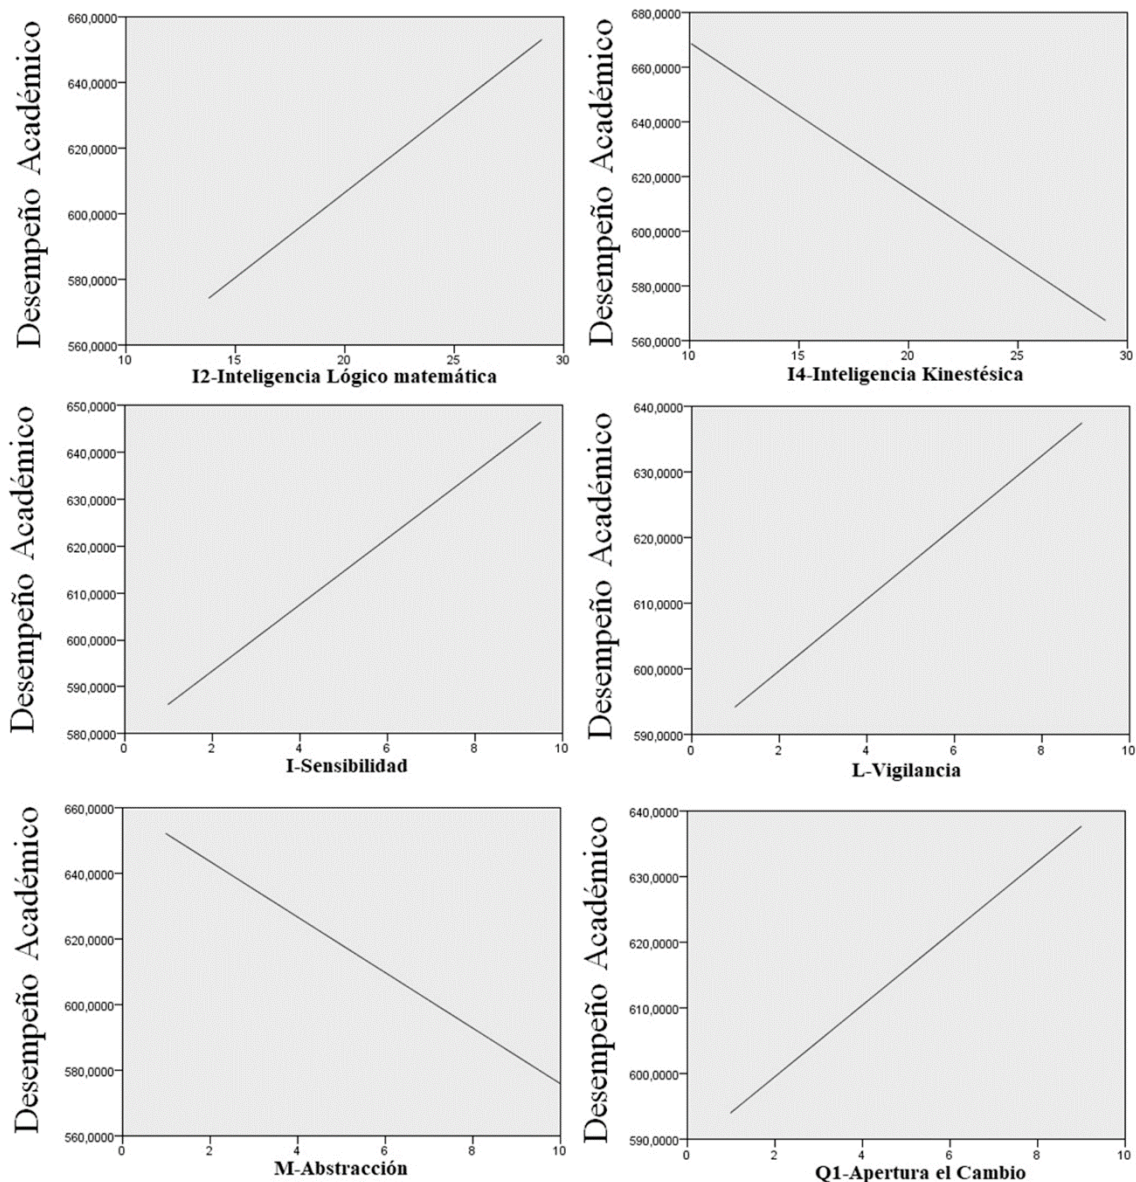 Desempeño Académico
660,0000
640,0000
620,0000
600,0000
580,0000
560,0000
10 15 20 25 30
I2-Inteligencia Lógico matemática
Desempeño Académico
680,0000
660,0000
640,0000
620,0000
600,0000
580,0000
560,0000
10 15 20 25 30
I4-Inteligencia Kinestésica
Desempeño Académico
650,0000
640,0000
630,0000
620,0000
610,0000
600,0000
590,0000
580,0000
0 2 4 6 8 10
I-Sensibilidad
Desempeño Académico
640,0000
630,0000
620,0000
610,0000
600,0000
590,0000
0 2 4 6 8 10
L-Vigilancia
Desempeño Académico
660,0000
640,0000
620,0000
600,0000
580,0000
560,0000
0 2 4 6 8 10
M-Abstracción
Desempeño Académico
640,0000
630,0000
620,0000
610,0000
600,0000
590,0000
0 2 4 6 8 10
Q1-Apertura el Cambio